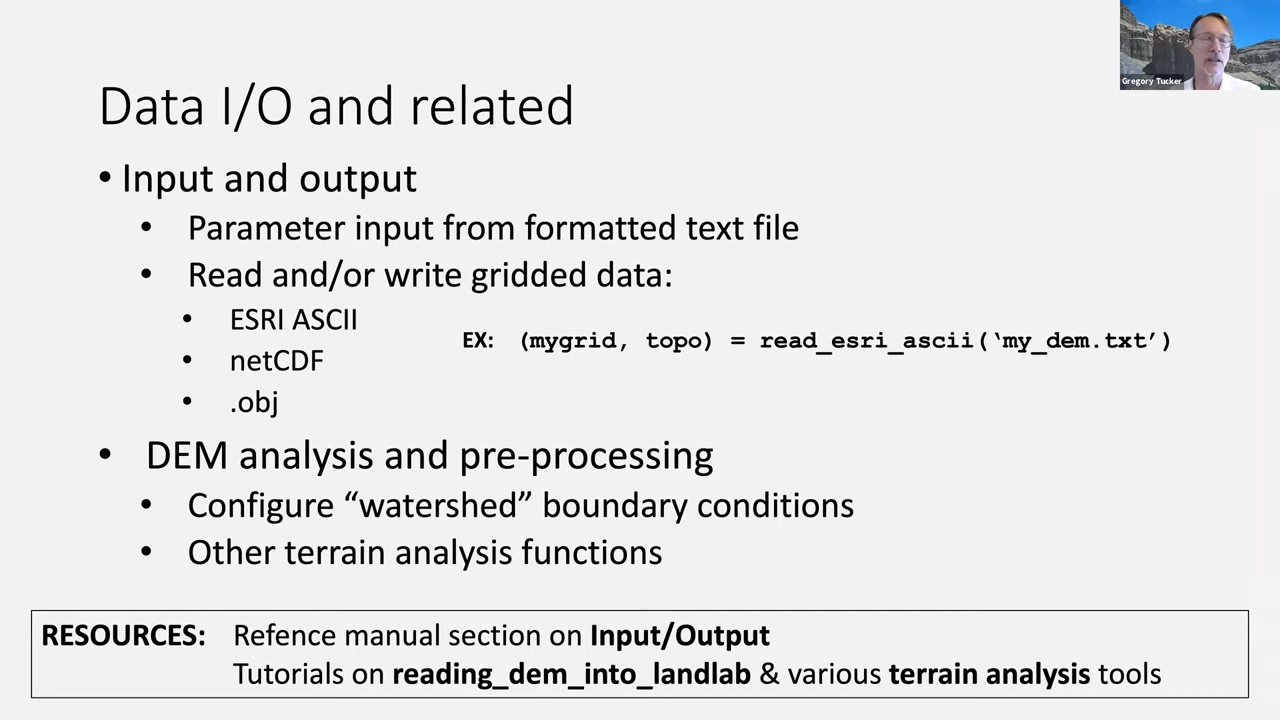 Gregory Tucker
Data I/O and related
• Input and output
• Parameter input from formatted text file
• Read and/or write gridded data:
• ESRI ASCII
EX: (mygrid, topo) = read_esri_ascii(‘my_dem.txt’)
• netCDF
• .obj
• DEM analysis and pre-processing
• Configure “watershed” boundary conditions
• Other terrain analysis functions
RESOURCES: Refence manual section on Input/Output
Tutorials on reading_dem_into_landlab & various terrain analysis tools